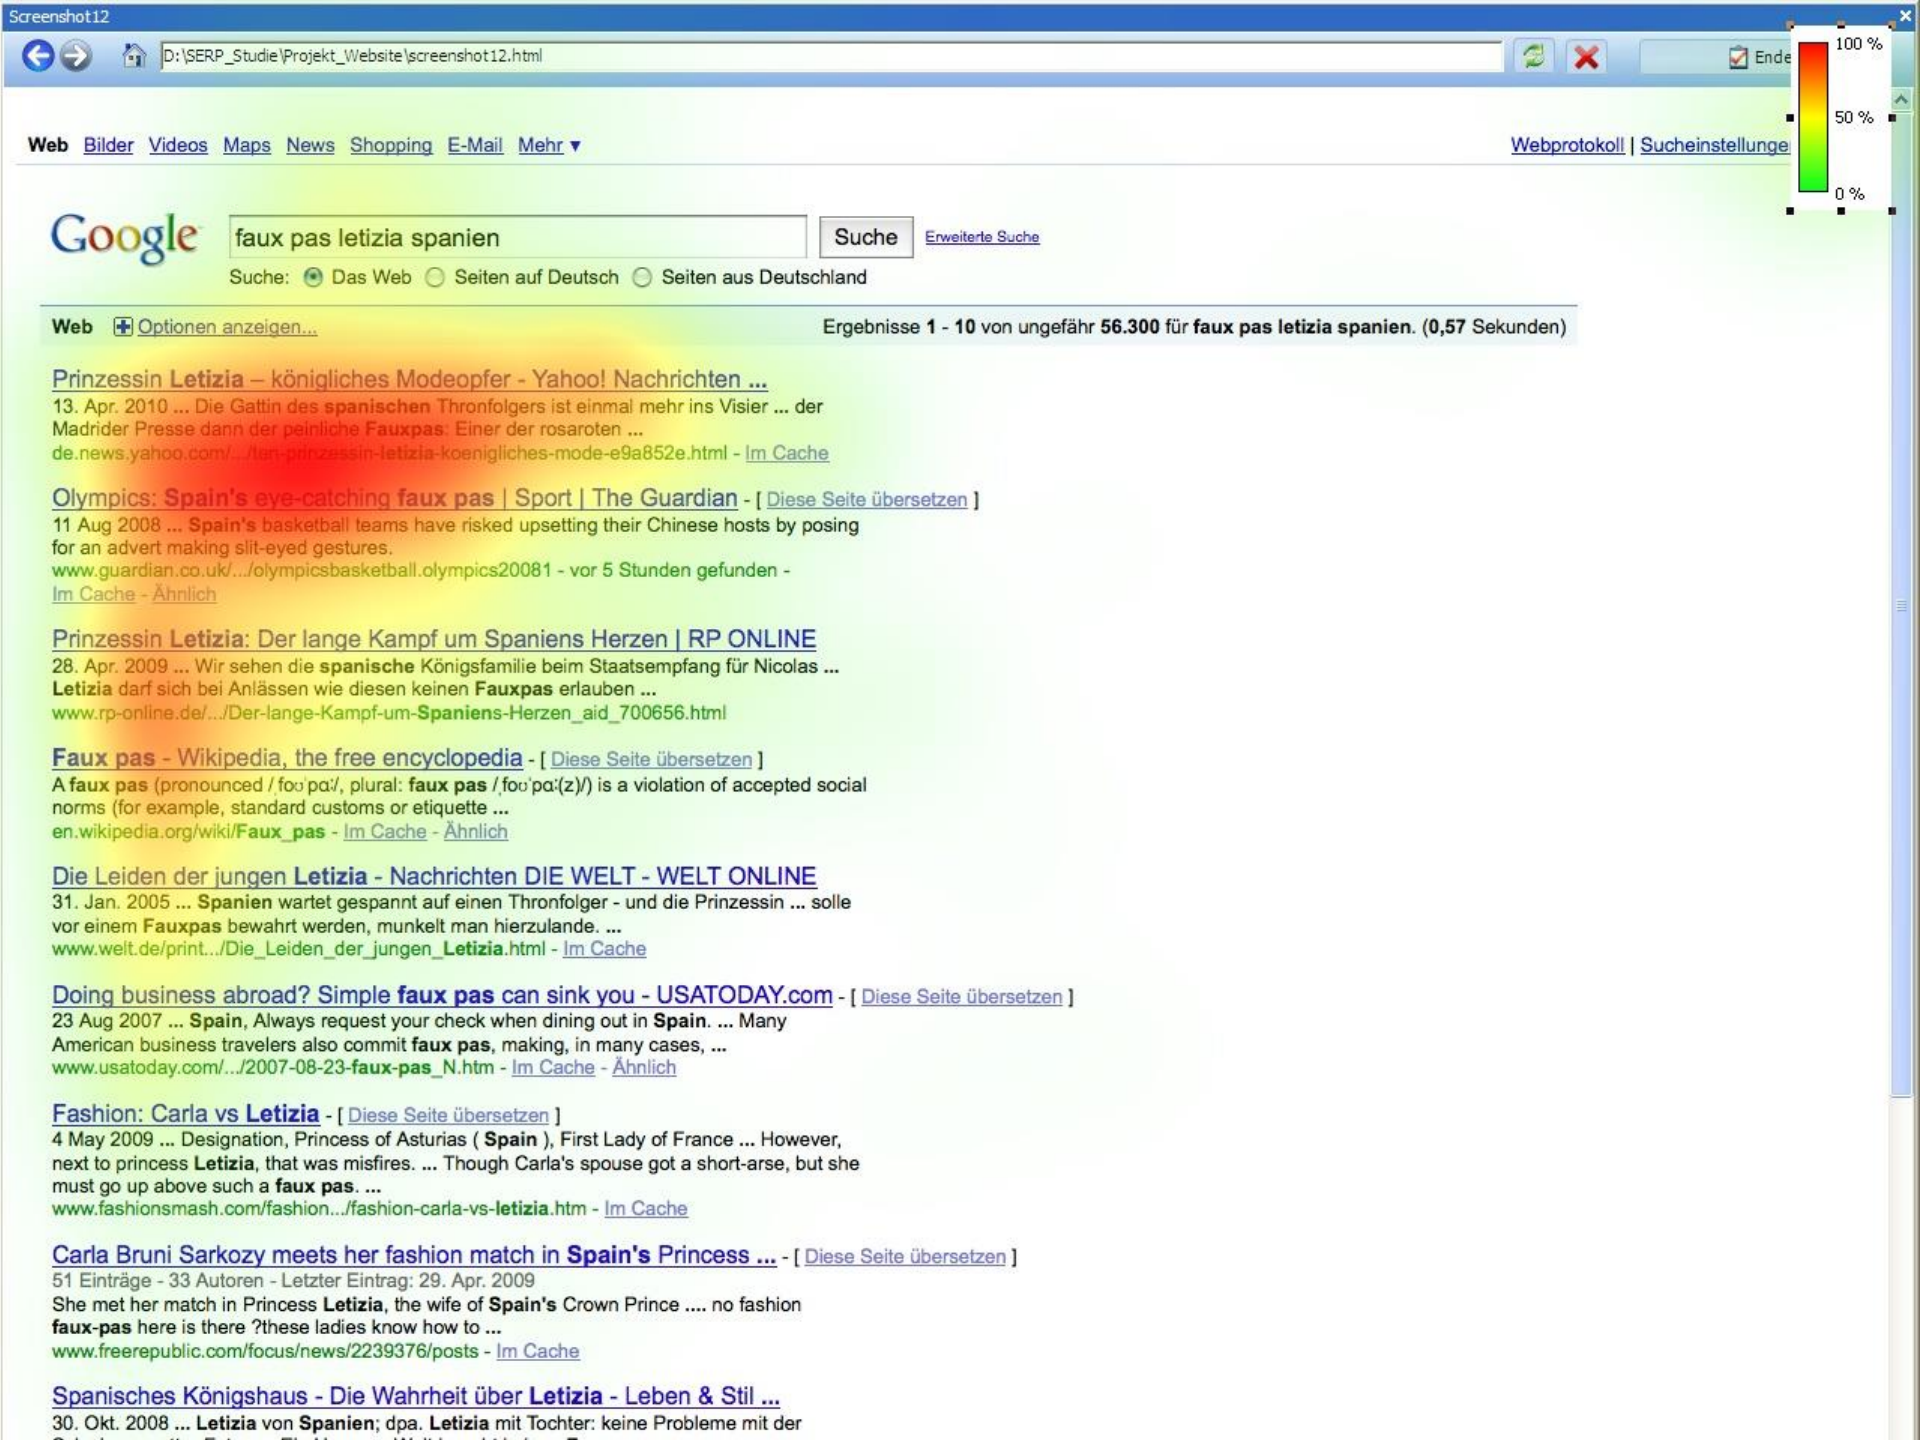 Screenshot12
D:\SERP_Studie\Projekt_Website\screenshot12.html
Ende
100 %
50 %
0 %
Web Bilder Videos Maps News Shopping E-Mail Mehr ▼
Webprotokoll | Sucheinstellunge
Google
faux pas letizia spanien
Suche
Erweiterte Suche
Suche: Das Web Seiten auf Deutsch Seiten aus Deutschland
Web Optionen anzeigen...
Ergebnisse 1 - 10 von ungefähr 56.300 für faux pas letizia spanien. (0,57 Sekunden)
Prinzessin Letizia – königliches Modeopfer - Yahoo! Nachrichten ...
13. Apr. 2010 ... Die Gattin des spanischen Thronfolgers ist einmal mehr ins Visier ... der
Madrider Presse dann der peinliche Fauxpas: Einer der rosaroten ...
de.news.yahoo.com/.../ten-prinzessin-letizia-koenigliches-mode-e9a852e.html - Im Cache
Olympics: Spain's eye-catching faux pas | Sport | The Guardian - [ Diese Seite übersetzen ]
11 Aug 2008 ... Spain's basketball teams have risked upsetting their Chinese hosts by posing
for an advert making slit-eyed gestures.
www.guardian.co.uk/.../olympicsbasketball.olympics20081 - vor 5 Stunden gefunden -
Im Cache - Ähnlich
Prinzessin Letizia: Der lange Kampf um Spaniens Herzen | RP ONLINE
28. Apr. 2009 ... Wir sehen die spanische Königsfamilie beim Staatsempfang für Nicolas ...
Letizia darf sich bei Anlässen wie diesen keinen Fauxpas erlauben ...
www.rp-online.de/.../Der-lange-Kampf-um-Spaniens-Herzen_aid_700656.html
Faux pas - Wikipedia, the free encyclopedia - [ Diese Seite übersetzen ]
A faux pas (pronounced /ˌfoʊˈpɑː/, plural: faux pas /ˌfoʊˈpɑː(z)/) is a violation of accepted social
norms (for example, standard customs or etiquette ...
en.wikipedia.org/wiki/Faux_pas - Im Cache - Ähnlich
Die Leiden der jungen Letizia - Nachrichten DIE WELT - WELT ONLINE
31. Jan. 2005 ... Spanien wartet gespannt auf einen Thronfolger - und die Prinzessin ... solle
vor einem Fauxpas bewahrt werden, munkelt man hierzulande. ...
www.welt.de/print.../Die_Leiden_der_jungen_Letizia.html - Im Cache
Doing business abroad? Simple faux pas can sink you - USATODAY.com - [ Diese Seite übersetzen ]
23 Aug 2007 ... Spain, Always request your check when dining out in Spain. ... Many
American business travelers also commit faux pas, making, in many cases, ...
www.usatoday.com/.../2007-08-23-faux-pas_N.htm - Im Cache - Ähnlich
Fashion: Carla vs Letizia - [ Diese Seite übersetzen ]
4 May 2009 ... Designation, Princess of Asturias ( Spain ), First Lady of France ... However,
next to princess Letizia, that was misfires. ... Though Carla's spouse got a short-arse, but she
must go up above such a faux pas. ...
www.fashionsmash.com/fashion.../fashion-carla-vs-letizia.htm - Im Cache
Carla Bruni Sarkozy meets her fashion match in Spain's Princess ... - [ Diese Seite übersetzen ]
51 Einträge - 33 Autoren - Letzter Eintrag: 29. Apr. 2009
She met her match in Princess Letizia, the wife of Spain's Crown Prince .... no fashion
faux-pas here is there ?these ladies know how to ...
www.freerepublic.com/focus/news/2239376/posts - Im Cache
Spanisches Königshaus - Die Wahrheit über Letizia - Leben & Stil ...
30. Okt. 2008 ... Letizia von Spanien; dpa. Letizia mit Tochter: keine Probleme mit der